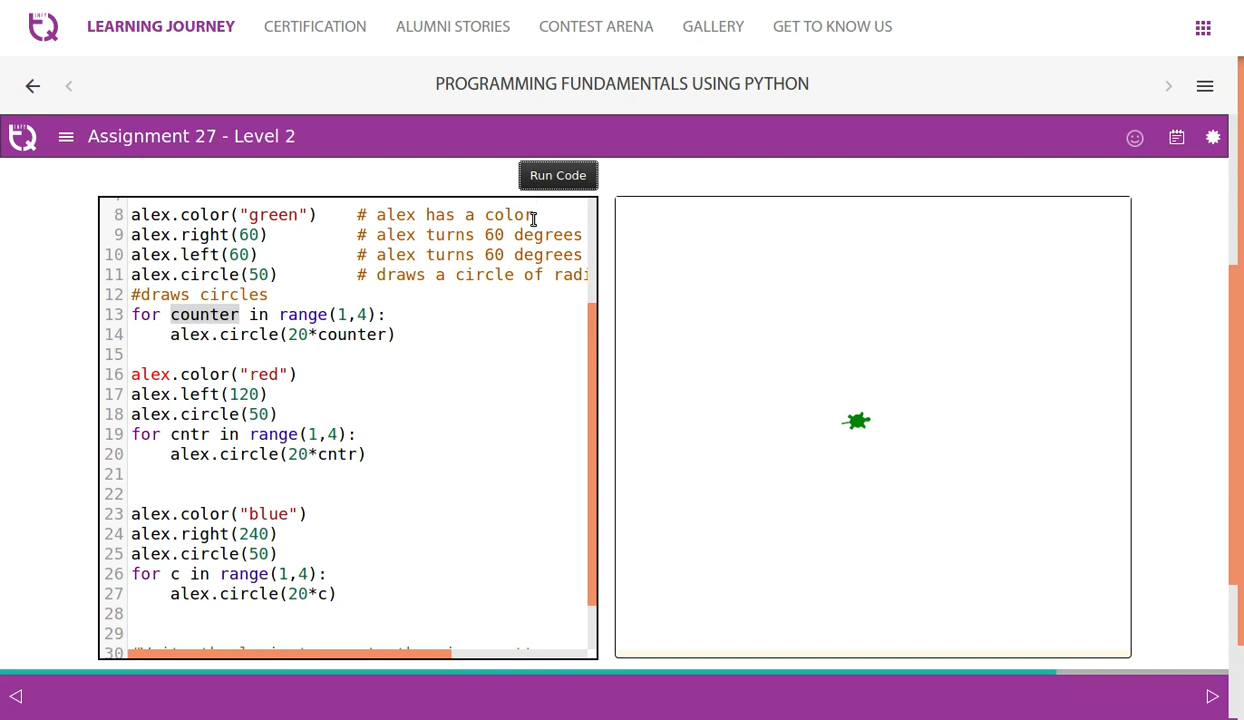 LEARNING JOURNEY CERTIFICATION ALUMNI STORIES CONTEST ARENA GALLERY GET TO KNOW US
PROGRAMMING FUNDAMENTALS USING PYTHON
Assignment 27 - Level 2
Run Code
8 alex.color("green") # alex has a color
9 alex.right(60) # alex turns 60 degrees
10 alex.left(60) # alex turns 60 degrees
11 alex.circle(50) # draws a circle of radi
12 #draws circles
13 for counter in range(1,4):
14 alex.circle(20*counter)
15
16 alex.color("red")
17 alex.left(120)
18 alex.circle(50)
19 for cntr in range(1,4):
20 alex.circle(20*cntr)
21
22
23 alex.color("blue")
24 alex.right(240)
25 alex.circle(50)
26 for c in range(1,4):
27 alex.circle(20*c)
28
29
30